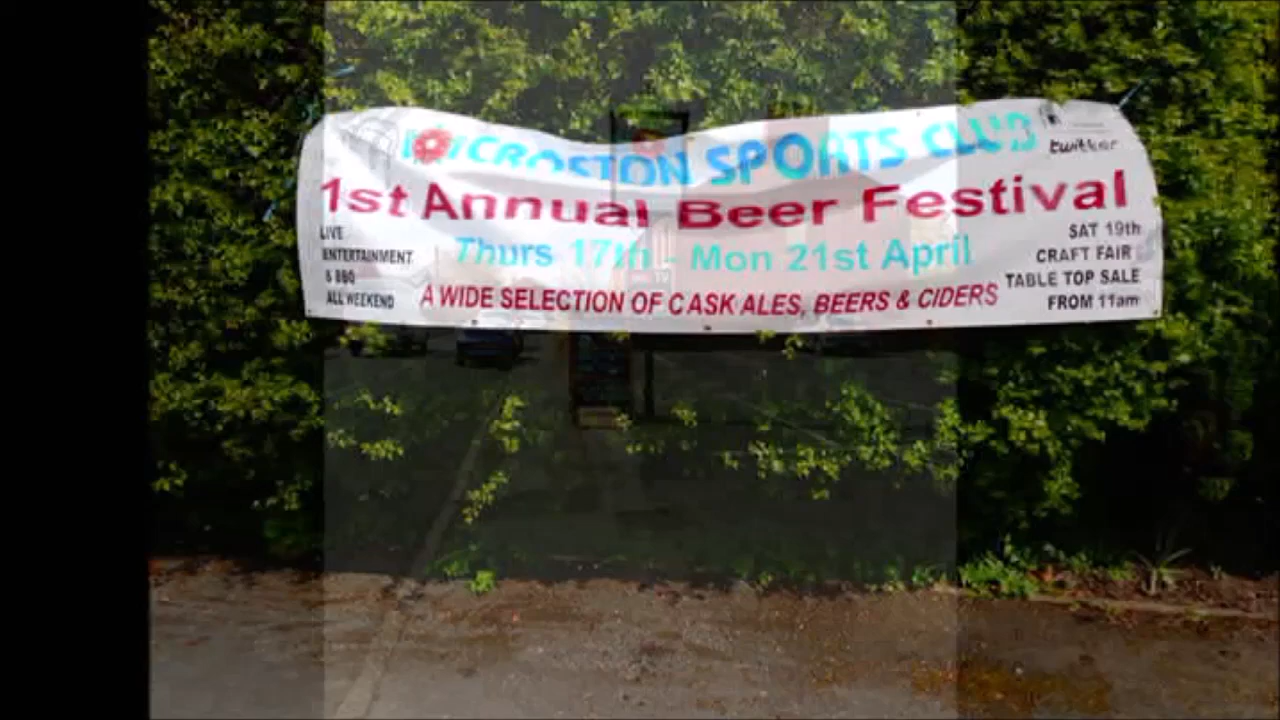 SPORTS CLUB
twitter
1st Annual Beer Festival
Thurs 17th - Mon 21st April
A WIDE SELECTION OF CASK ALES, BEERS & CIDERS
LIVE
ENTERTAINMENT
& BBQ
ALL WEEKEND
SAT 19th
CRAFT FAIR
TABLE TOP SALE
FROM 11am